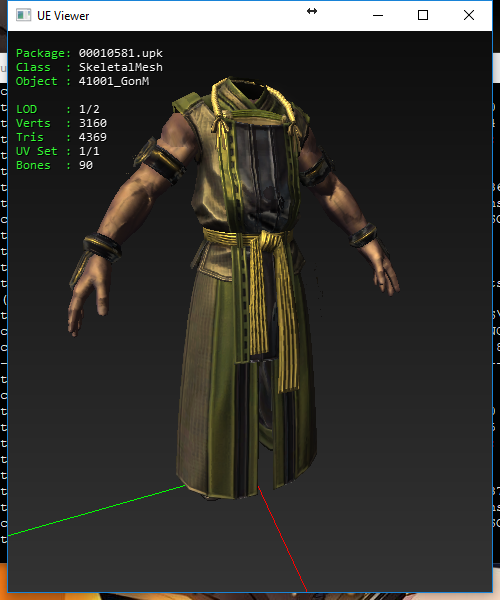 UE Viewer
Package: 00010581.upk
Class : SkeletalMesh
Object : 41001_GonM
LOD : 1/2
Verts : 3160
Tris : 4369
UV Set : 1/1
Bones : 90